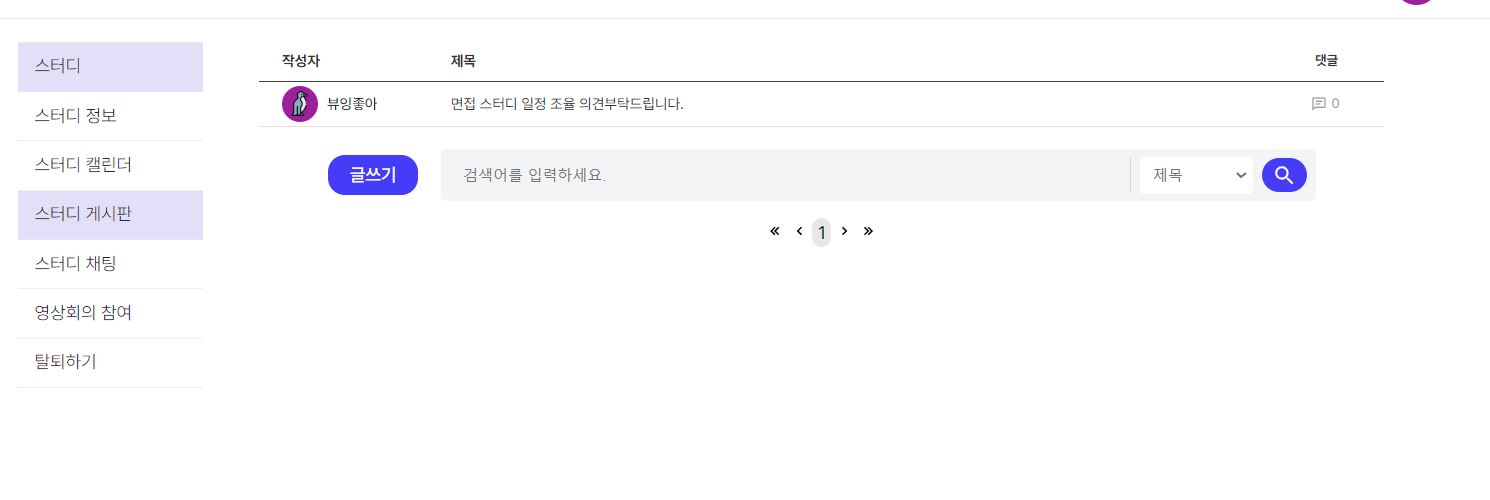 스터디
스터디 정보
스터디 캘린더
스터디 게시판
스터디 채팅
영상회의 참여
탈퇴하기
작성자 제목 댓글
뷰잉좋아 면접 스터디 일정 조율 의견부탁드립니다. 0
글쓰기 검색어를 입력하세요. 제목
« ‹ 1 › »